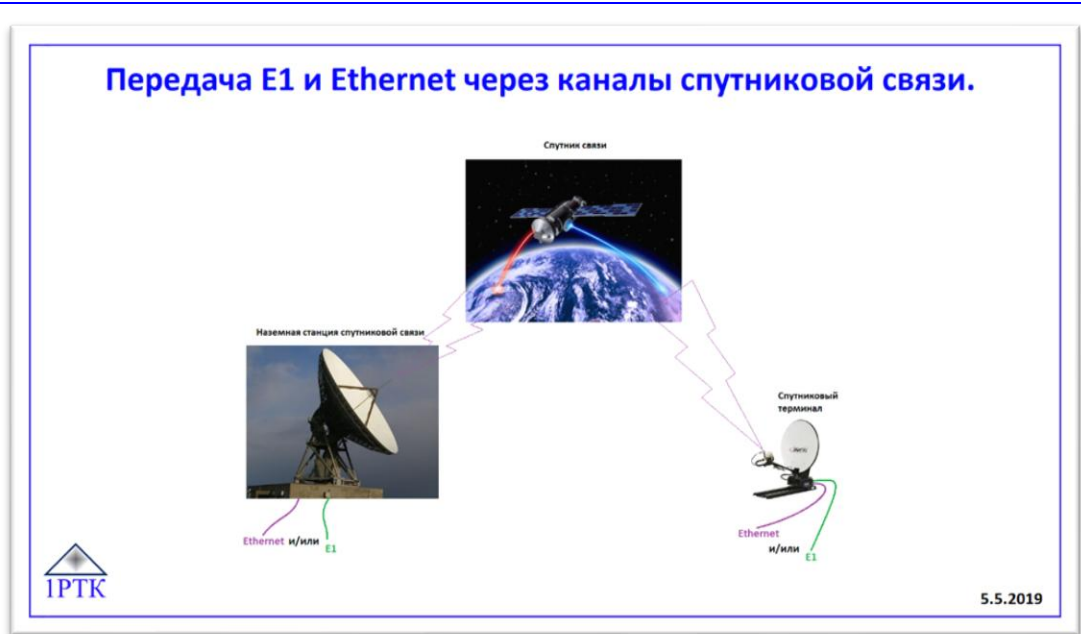 Передача E1 и Ethernet через каналы спутниковой связи.
Спутник связи
Наземная станция спутниковой связи
Спутниковый
терминал
Ethernet и/или E1
Ethernet
и/или E1
1РТК
5.5.2019